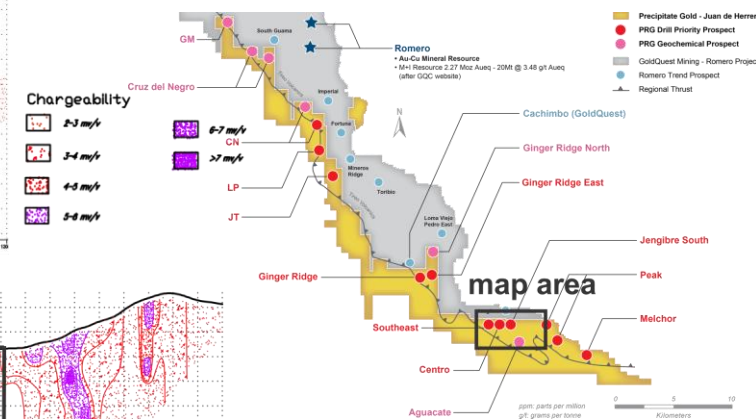 GM
South Guama
Romero
• Au-Cu Mineral Resource
• M+I Resource 2.27 Moz Aueq - 20Mt @ 3.48 g/t Aueq
(after GQC website)
Precipitate Gold - Juan de Herrer
PRG Drill Priority Prospect
PRG Geochemical Prospect
GoldQuest Mining - Romero Project
Romero Trend Prospect
Regional Thrust
Cruz del Negro
Imperial
Chargeability
2-3 mv/v
3-4 mv/v
4-5 mv/v
5-6 mv/v
6-7 mv/v
>7 mv/v
Fortuna
N
Cachimbo (GoldQuest)
CN
Mineros
Ridge
Ginger Ridge North
LP
Toribio
Ginger Ridge East
JT
Loma Viejo
Pedro East
Jengibre South
Ginger Ridge
map area
Peak
Southeast
Melchor
Centro
Aguacate
ppm: parts per million
g/t: grams per tonne
0 5 10
Kilometers